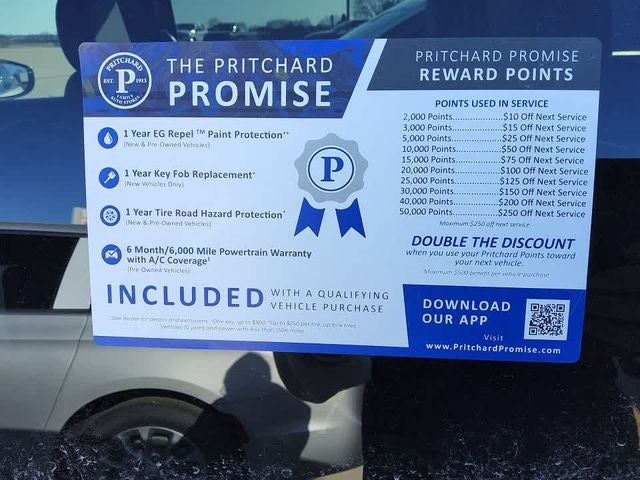 PRITCHARD
EST. 1913
P
FAMILY
AUTO STORES
THE PRITCHARD
PROMISE
1 Year EG Repel ™ Paint Protection**
(New & Pre-Owned Vehicles)
1 Year Key Fob Replacement^
(New Vehicles Only)
1 Year Tire Road Hazard Protection*
(New & Pre-Owned Vehicles)
6 Month/6,000 Mile Powertrain Warranty
with A/C Coverage¹
(Pre-Owned Vehicles)
P
INCLUDED WITH A QUALIFYING
VEHICLE PURCHASE
PRITCHARD PROMISE
REWARD POINTS
POINTS USED IN SERVICE
2,000 Points..................$10 Off Next Service
3,000 Points..................$15 Off Next Service
5,000 Points..................$25 Off Next Service
10,000 Points................$50 Off Next Service
15,000 Points................$75 Off Next Service
20,000 Points..............$100 Off Next Service
25,000 Points..............$125 Off Next Service
30,000 Points..............$150 Off Next Service
40,000 Points..............$200 Off Next Service
50,000 Points..............$250 Off Next Service
Maximum $250 off next service
DOUBLE THE DISCOUNT
when you use your Pritchard Points toward
your next vehicle.
Maximum $500 benefit per vehicle purchase
DOWNLOAD
OUR APP
Visit
www.PritchardPromise.com